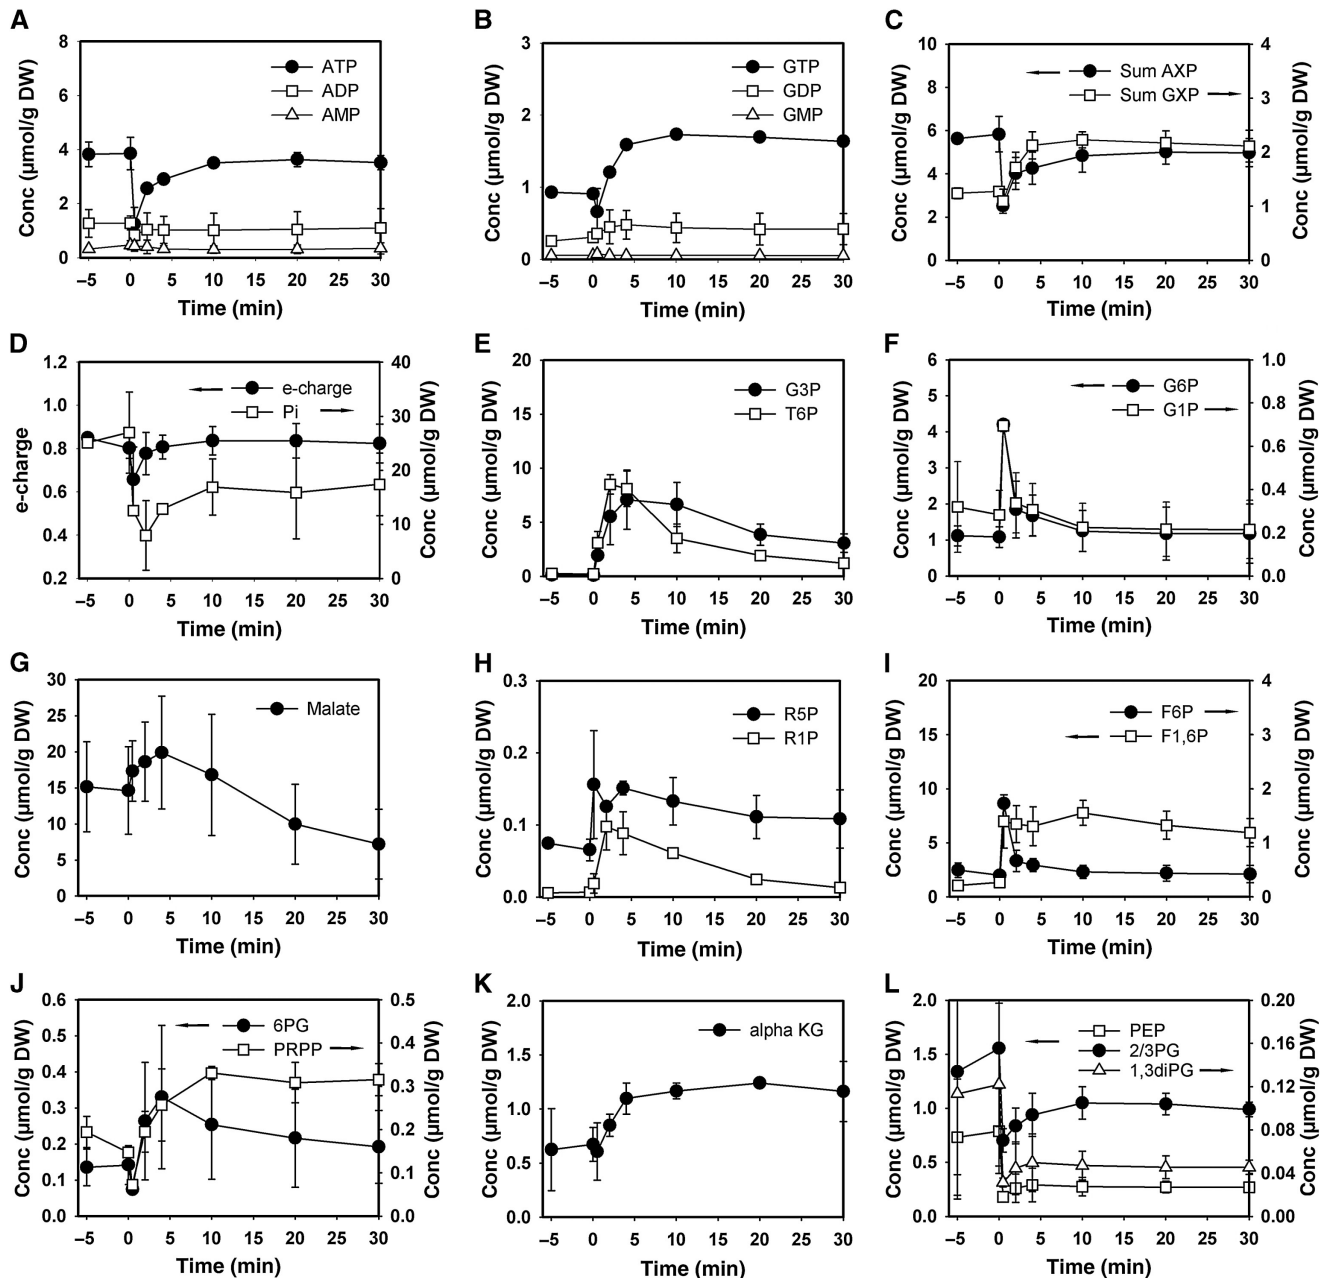 A
Conc (µmol/g DW)
8
6
4
2
0
ATP
ADP
AMP
–5 0 5 10 15 20 25 30
Time (min)
B
Conc (µmol/g DW)
3
2
1
0
GTP
GDP
GMP
–5 0 5 10 15 20 25 30
Time (min)
C
Conc (µmol/g DW)
10
8
6
4
2
0
Sum AXP
Sum GXP
4
3
2
1
0
Conc (µmol/g DW)
–5 0 5 10 15 20 25 30
Time (min)
D
e-charge
1.2
1.0
0.8
0.6
0.4
0.2
e-charge
Pi
40
30
20
10
0
Conc (µmol/g DW)
–5 0 5 10 15 20 25 30
Time (min)
E
Conc (µmol/g DW)
20
15
10
5
0
G3P
T6P
–5 0 5 10 15 20 25 30
Time (min)
F
Conc (µmol/g DW)
6
5
4
3
2
1
0
G6P
G1P
1.0
0.8
0.6
0.4
0.2
0.0
Conc (µmol/g DW)
–5 0 5 10 15 20 25 30
Time (min)
G
Conc (µmol/g DW)
30
25
20
15
10
5
0
Malate
–5 0 5 10 15 20 25 30
Time (min)
H
Conc (µmol/g DW)
0.3
0.2
0.1
0.0
R5P
R1P
–5 0 5 10 15 20 25 30
Time (min)
I
Conc (µmol/g DW)
20
15
10
5
0
F6P
F1,6P
4
3
2
1
0
Conc (µmol/g DW)
–5 0 5 10 15 20 25 30
Time (min)
J
Conc (µmol/g DW)
0.6
0.5
0.4
0.3
0.2
0.1
0.0
6PG
PRPP
0.5
0.4
0.3
0.2
0.1
0.0
Conc (µmol/g DW)
–5 0 5 10 15 20 25 30
Time (min)
K
Conc (µmol/g DW)
2.0
1.5
1.0
0.5
0.0
alpha KG
–5 0 5 10 15 20 25 30
Time (min)
L
Conc (µmol/g DW)
2.0
1.5
1.0
0.5
0.0
PEP
2/3PG
1,3diPG
0.20
0.16
0.12
0.08
0.04
0.00
Conc (µmol/g DW)
–5 0 5 10 15 20 25 30
Time (min)